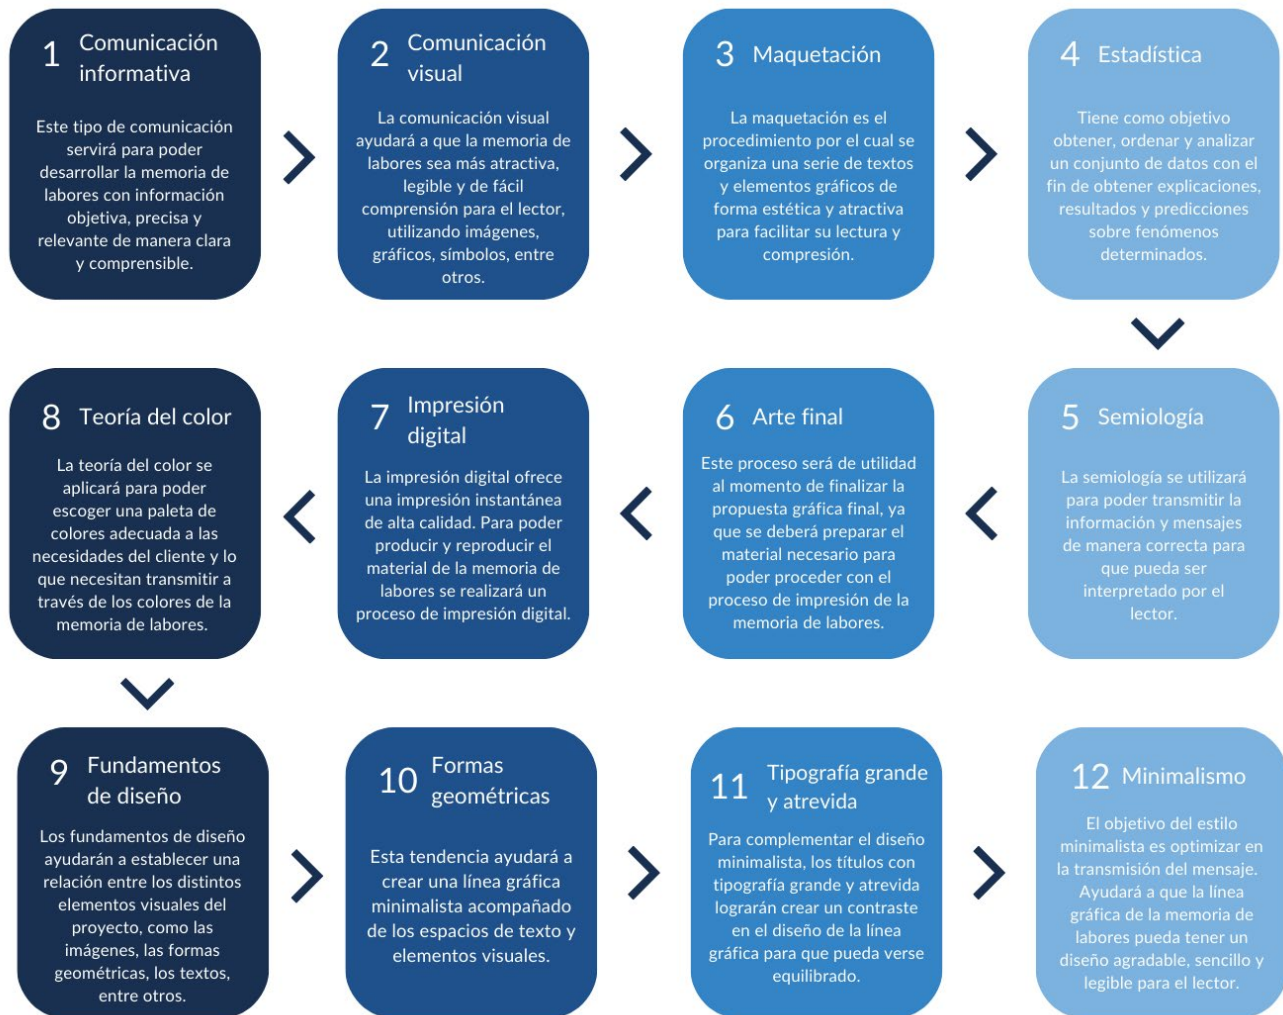 1 Comunicación
informativa
Este tipo de comunicación
servirá para poder
desarrollar la memoria de
labores con información
objetiva, precisa y
relevante de manera clara
y comprensible.
2 Comunicación
visual
La comunicación visual
ayudará a que la memoria de
labores sea más atractiva,
legible y de fácil
comprensión para el lector,
utilizando imágenes,
gráficos, símbolos, entre
otros.
3 Maquetación
La maquetación es el
procedimiento por el cual se
organiza una serie de textos
y elementos gráficos de
forma estética y atractiva
para facilitar su lectura y
compresión.
4 Estadística
Tiene como objetivo
obtener, ordenar y analizar
un conjunto de datos con el
fin de obtener explicaciones,
resultados y predicciones
sobre fenómenos
determinados.
5 Semiología
La semiología se utilizará
para poder transmitir la
información y mensajes
de manera correcta para
que pueda ser
interpretado por el
lector.
6 Arte final
Este proceso será de utilidad
al momento de finalizar la
propuesta gráfica final, ya
que se deberá preparar el
material necesario para
poder proceder con el
proceso de impresión de la
memoria de labores.
7 Impresión
digital
La impresión digital ofrece
una impresión instantánea
de alta calidad. Para poder
producir y reproducir el
material de la memoria de
labores se realizará un
proceso de impresión digital.
8 Teoría del color
La teoría del color se
aplicará para poder
escoger una paleta de
colores adecuada a las
necesidades del cliente y lo
que necesitan transmitir a
través de los colores de la
memoria de labores.
9 Fundamentos
de diseño
Los fundamentos de diseño
ayudarán a establecer una
relación entre los distintos
elementos visuales del
proyecto, como las
imágenes, las formas
geométricas, los textos,
entre otros.
10 Formas
geométricas
Esta tendencia ayudará a
crear una línea gráfica
minimalista acompañado
de los espacios de texto y
elementos visuales.
11 Tipografía grande
y atrevida
Para complementar el diseño
minimalista, los títulos con
tipografía grande y atrevida
lograrán crear un contraste
en el diseño de la línea
gráfica para que pueda verse
equilibrado.
12 Minimalismo
El objetivo del estilo
minimalista es optimizar en
la transmisión del mensaje.
Ayudará a que la línea
gráfica de la memoria de
labores pueda tener un
diseño agradable, sencillo y
legible para el lector.